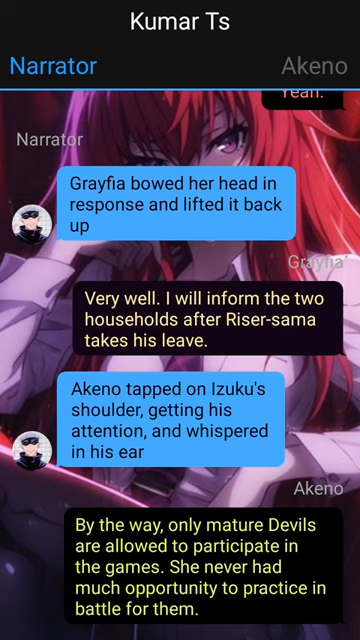 Kumar Ts
Narrator
Akeno
Yeah.
Narrator
Grayfia bowed her head in
response and lifted it back
up
Grayfia
Very well. I will inform the two
households after Riser-sama
takes his leave.
Akeno tapped on Izuku's
shoulder, getting his
attention, and whispered
in his ear
Akeno
By the way, only mature Devils
are allowed to participate in
the games. She never had
much opportunity to practice in
battle for them.